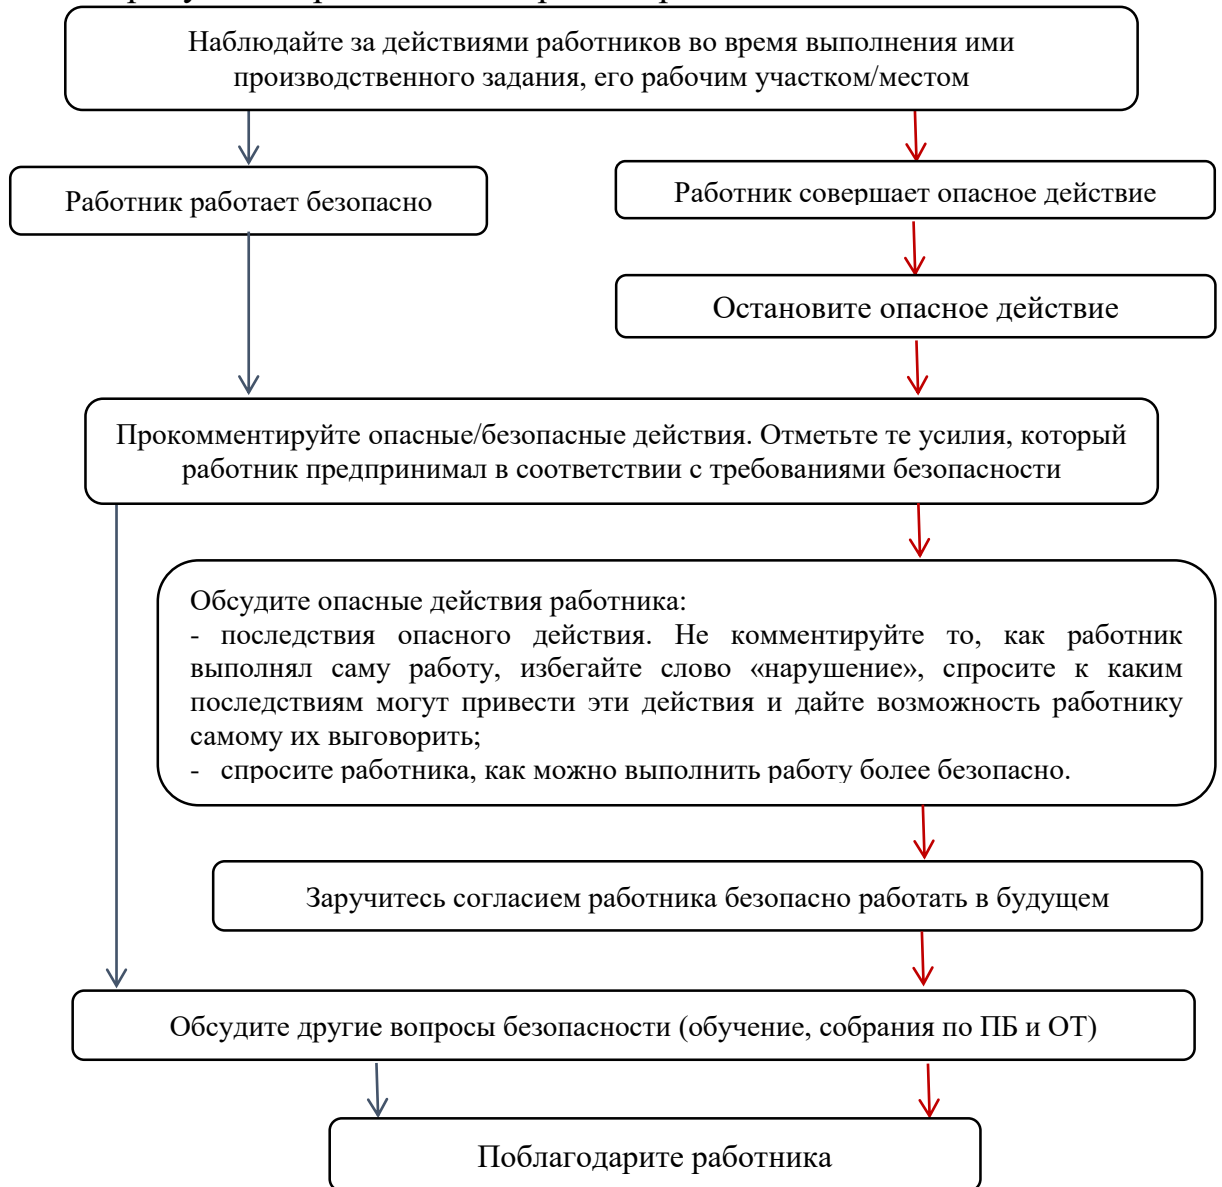 Наблюдайте за действиями работников во время выполнения ими
производственного задания, его рабочим участком/местом
Работник работает безопасно
Работник совершает опасное действие
Остановите опасное действие
Прокомментируйте опасные/безопасные действия. Отметьте те усилия, который
работник предпринимал в соответствии с требованиями безопасности
Обсудите опасные действия работника:
- последствия опасного действия. Не комментируйте то, как работник
выполнял саму работу, избегайте слово «нарушение», спросите к каким
последствиям могут привести эти действия и дайте возможность работнику
самому их выговорить;
- спросите работника, как можно выполнить работу более безопасно.
Заручитесь согласием работника безопасно работать в будущем
Обсудите другие вопросы безопасности (обучение, собрания по ПБ и ОТ)
Поблагодарите работника